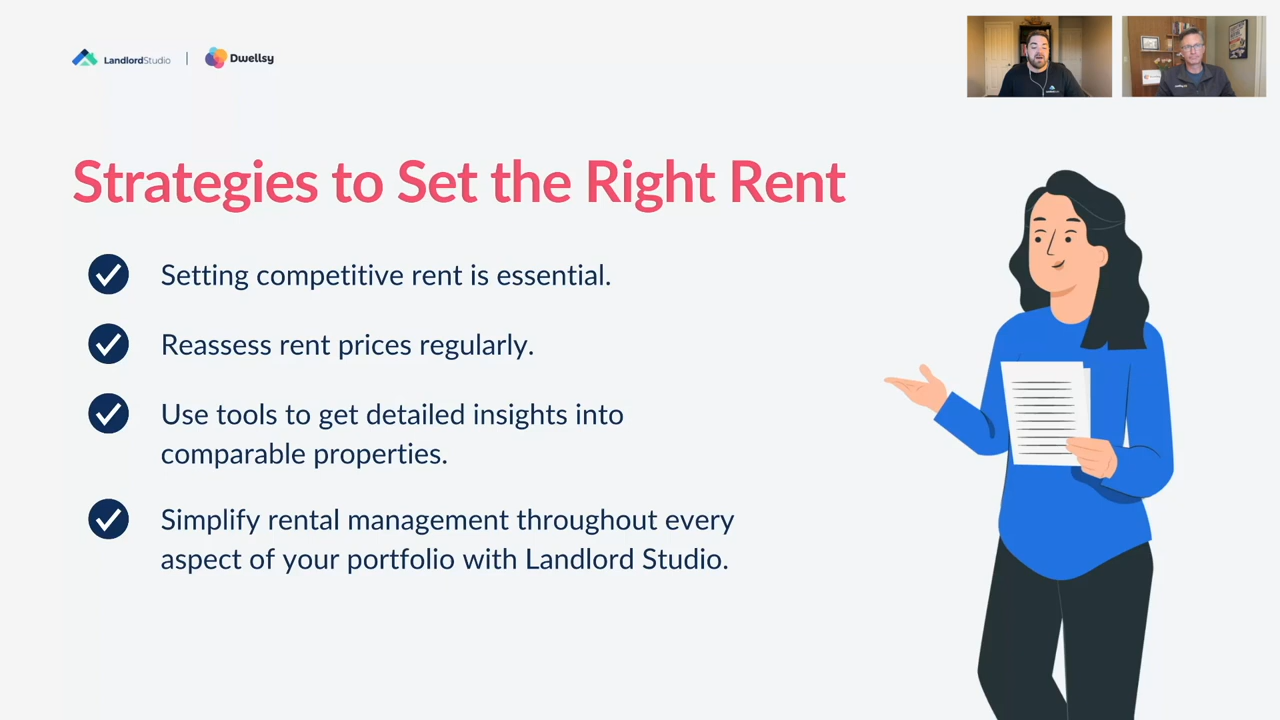 LandlordStudio | Dwellsy
Strategies to Set the Right Rent
Setting competitive rent is essential.
Reassess rent prices regularly.
Use tools to get detailed insights into
comparable properties.
Simplify rental management throughout every
aspect of your portfolio with Landlord Studio.